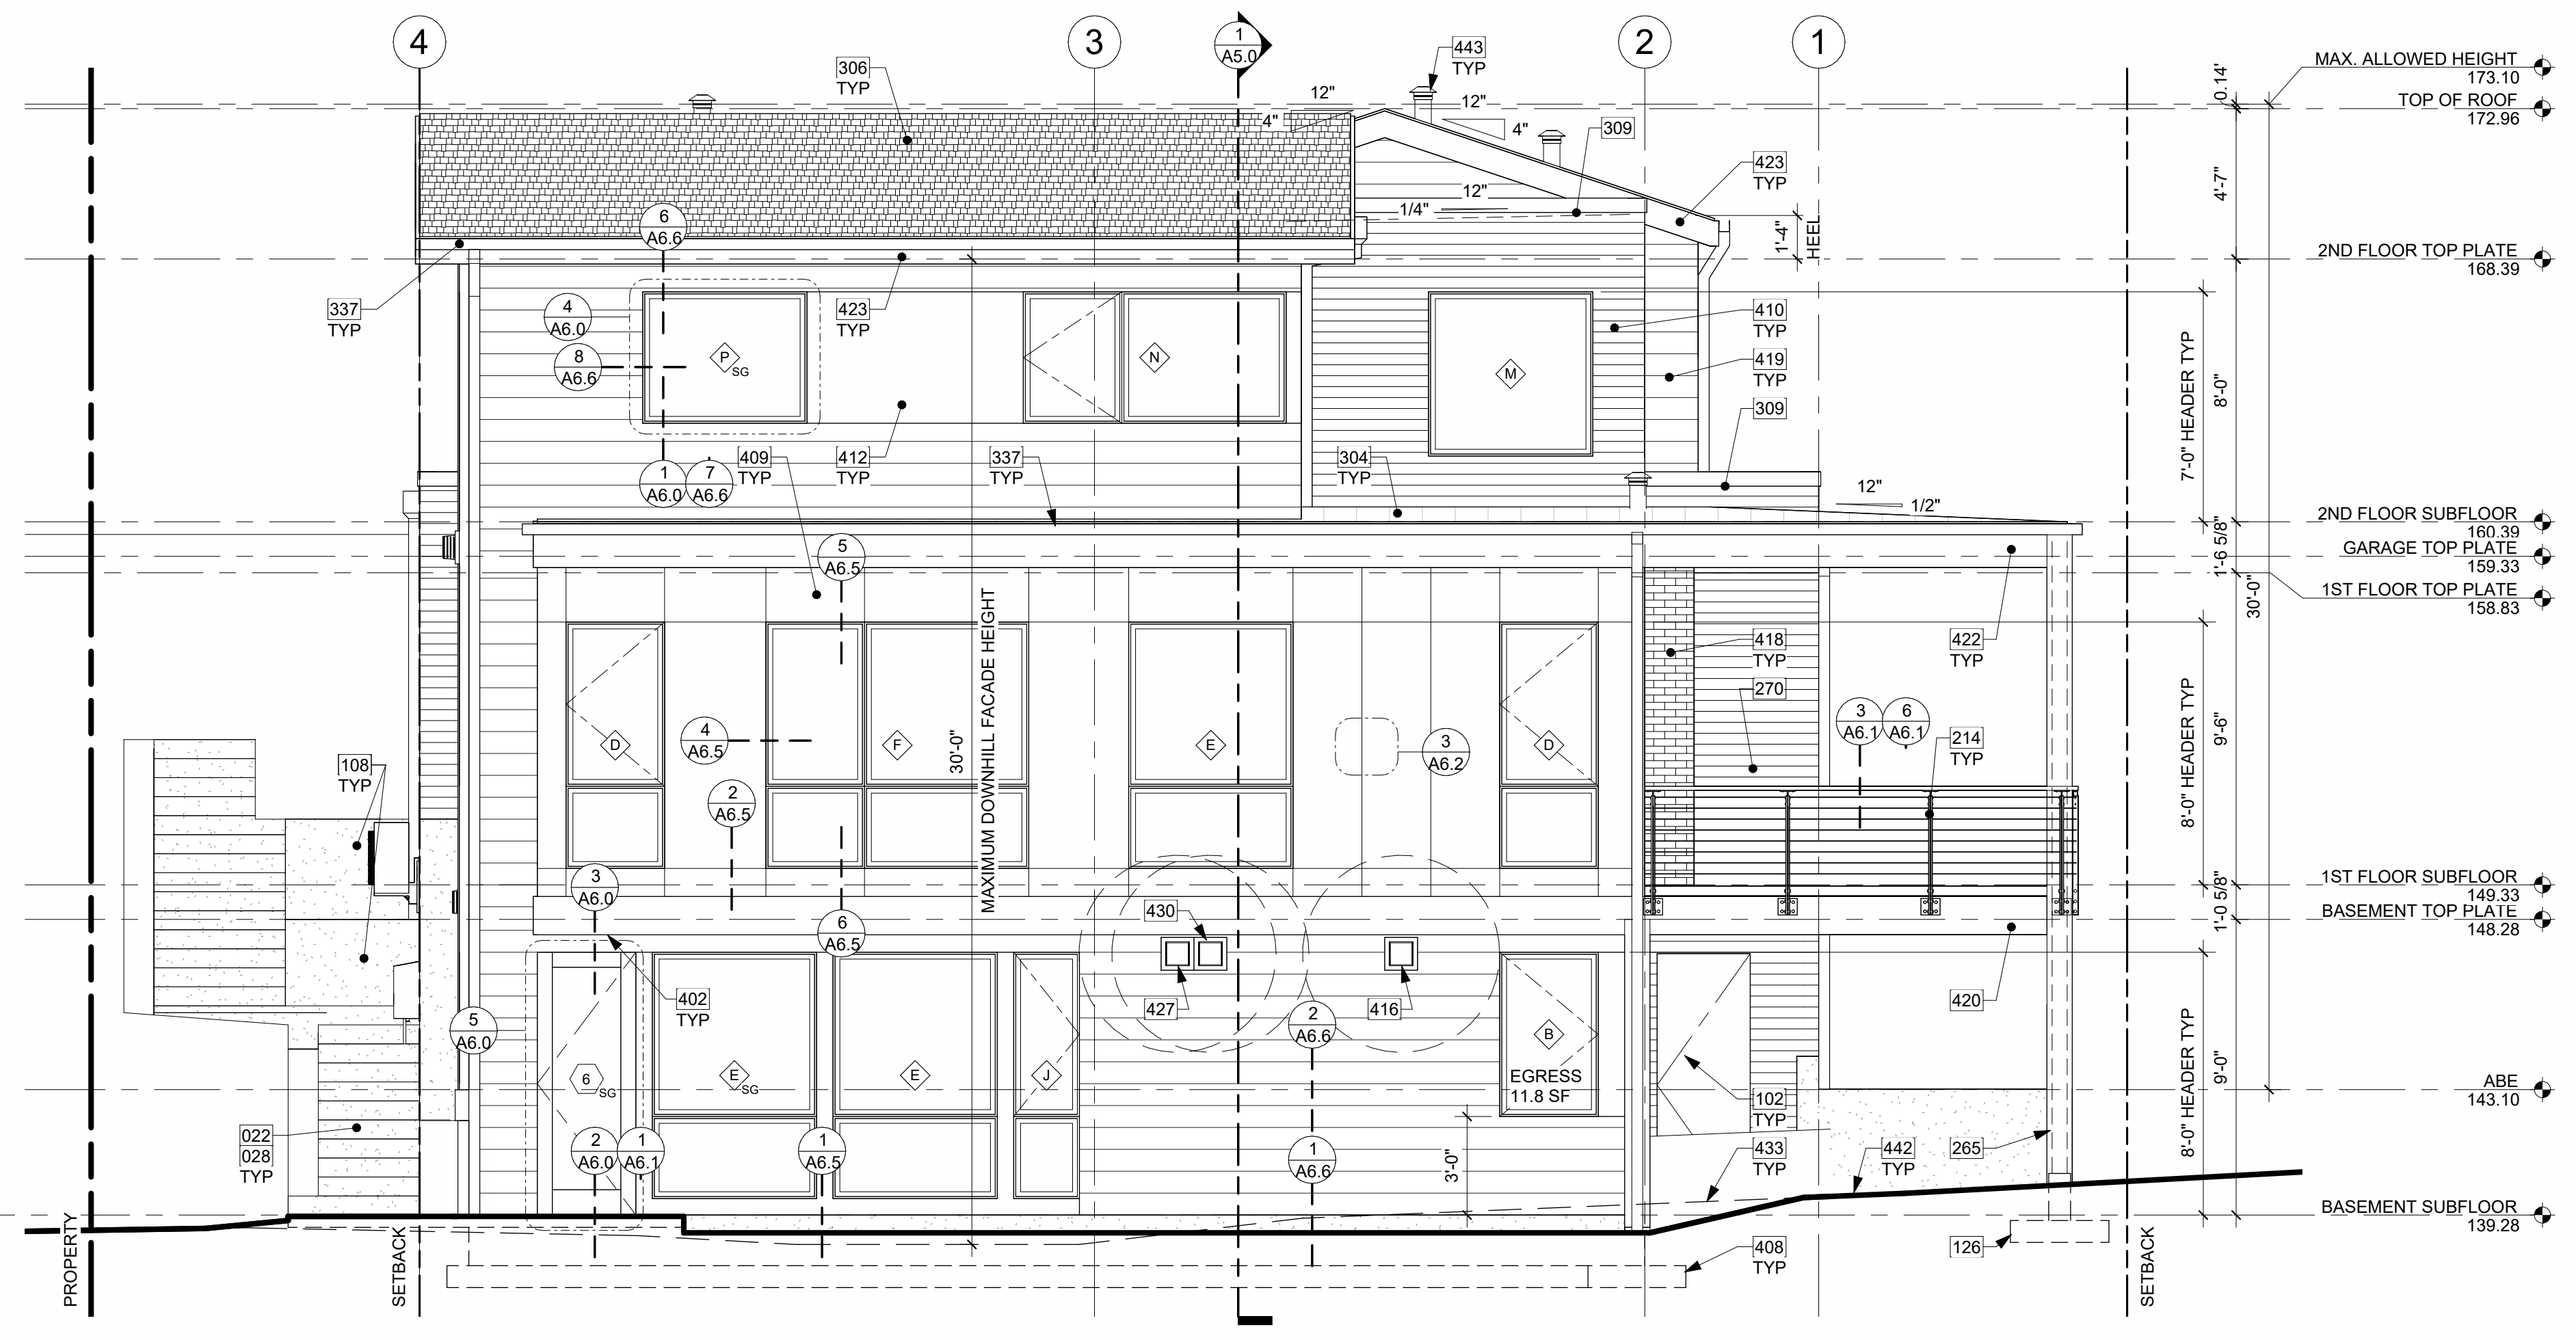 4
3
1
A5.0
2
1
306
TYP
443
TYP
12"
4"
12"
4"
309
423
TYP
12"
1/4"
1'-4"
HEEL
6
A6.6
337
TYP
423
TYP
4
A6.0
8
A6.6
P
SG
N
M
410
TYP
419
TYP
309
1
A6.0
7
A6.6
409
TYP
412
TYP
337
TYP
304
TYP
12"
1/2"
5
A6.5
MAXIMUM DOWNHILL FACADE HEIGHT
30'-0"
418
TYP
422
TYP
270
D
4
A6.5
F
E
3
A6.2
D
3
A6.1
6
A6.1
214
TYP
108
TYP
2
A6.5
3
A6.0
6
A6.5
430
427
416
402
TYP
420
5
A6.0
2
A6.6
6
SG
E
SG
E
J
B
EGRESS
11.8 SF
102
TYP
022
028
TYP
2
A6.0
1
A6.1
1
A6.5
1
A6.6
3'-0"
433
TYP
442
TYP
265
408
TYP
126
PROPERTY
SETBACK
SETBACK
0.14'
4'-7"
8'-0"
7'-0" HEADER TYP
1'-6 5/8"
30'-0"
9'-6"
8'-0" HEADER TYP
1'-0 5/8"
9'-0"
8'-0" HEADER TYP
MAX. ALLOWED HEIGHT
173.10
TOP OF ROOF
172.96
2ND FLOOR TOP PLATE
168.39
2ND FLOOR SUBFLOOR
160.39
GARAGE TOP PLATE
159.33
1ST FLOOR TOP PLATE
158.83
1ST FLOOR SUBFLOOR
149.33
BASEMENT TOP PLATE
148.28
ABE
143.10
BASEMENT SUBFLOOR
139.28